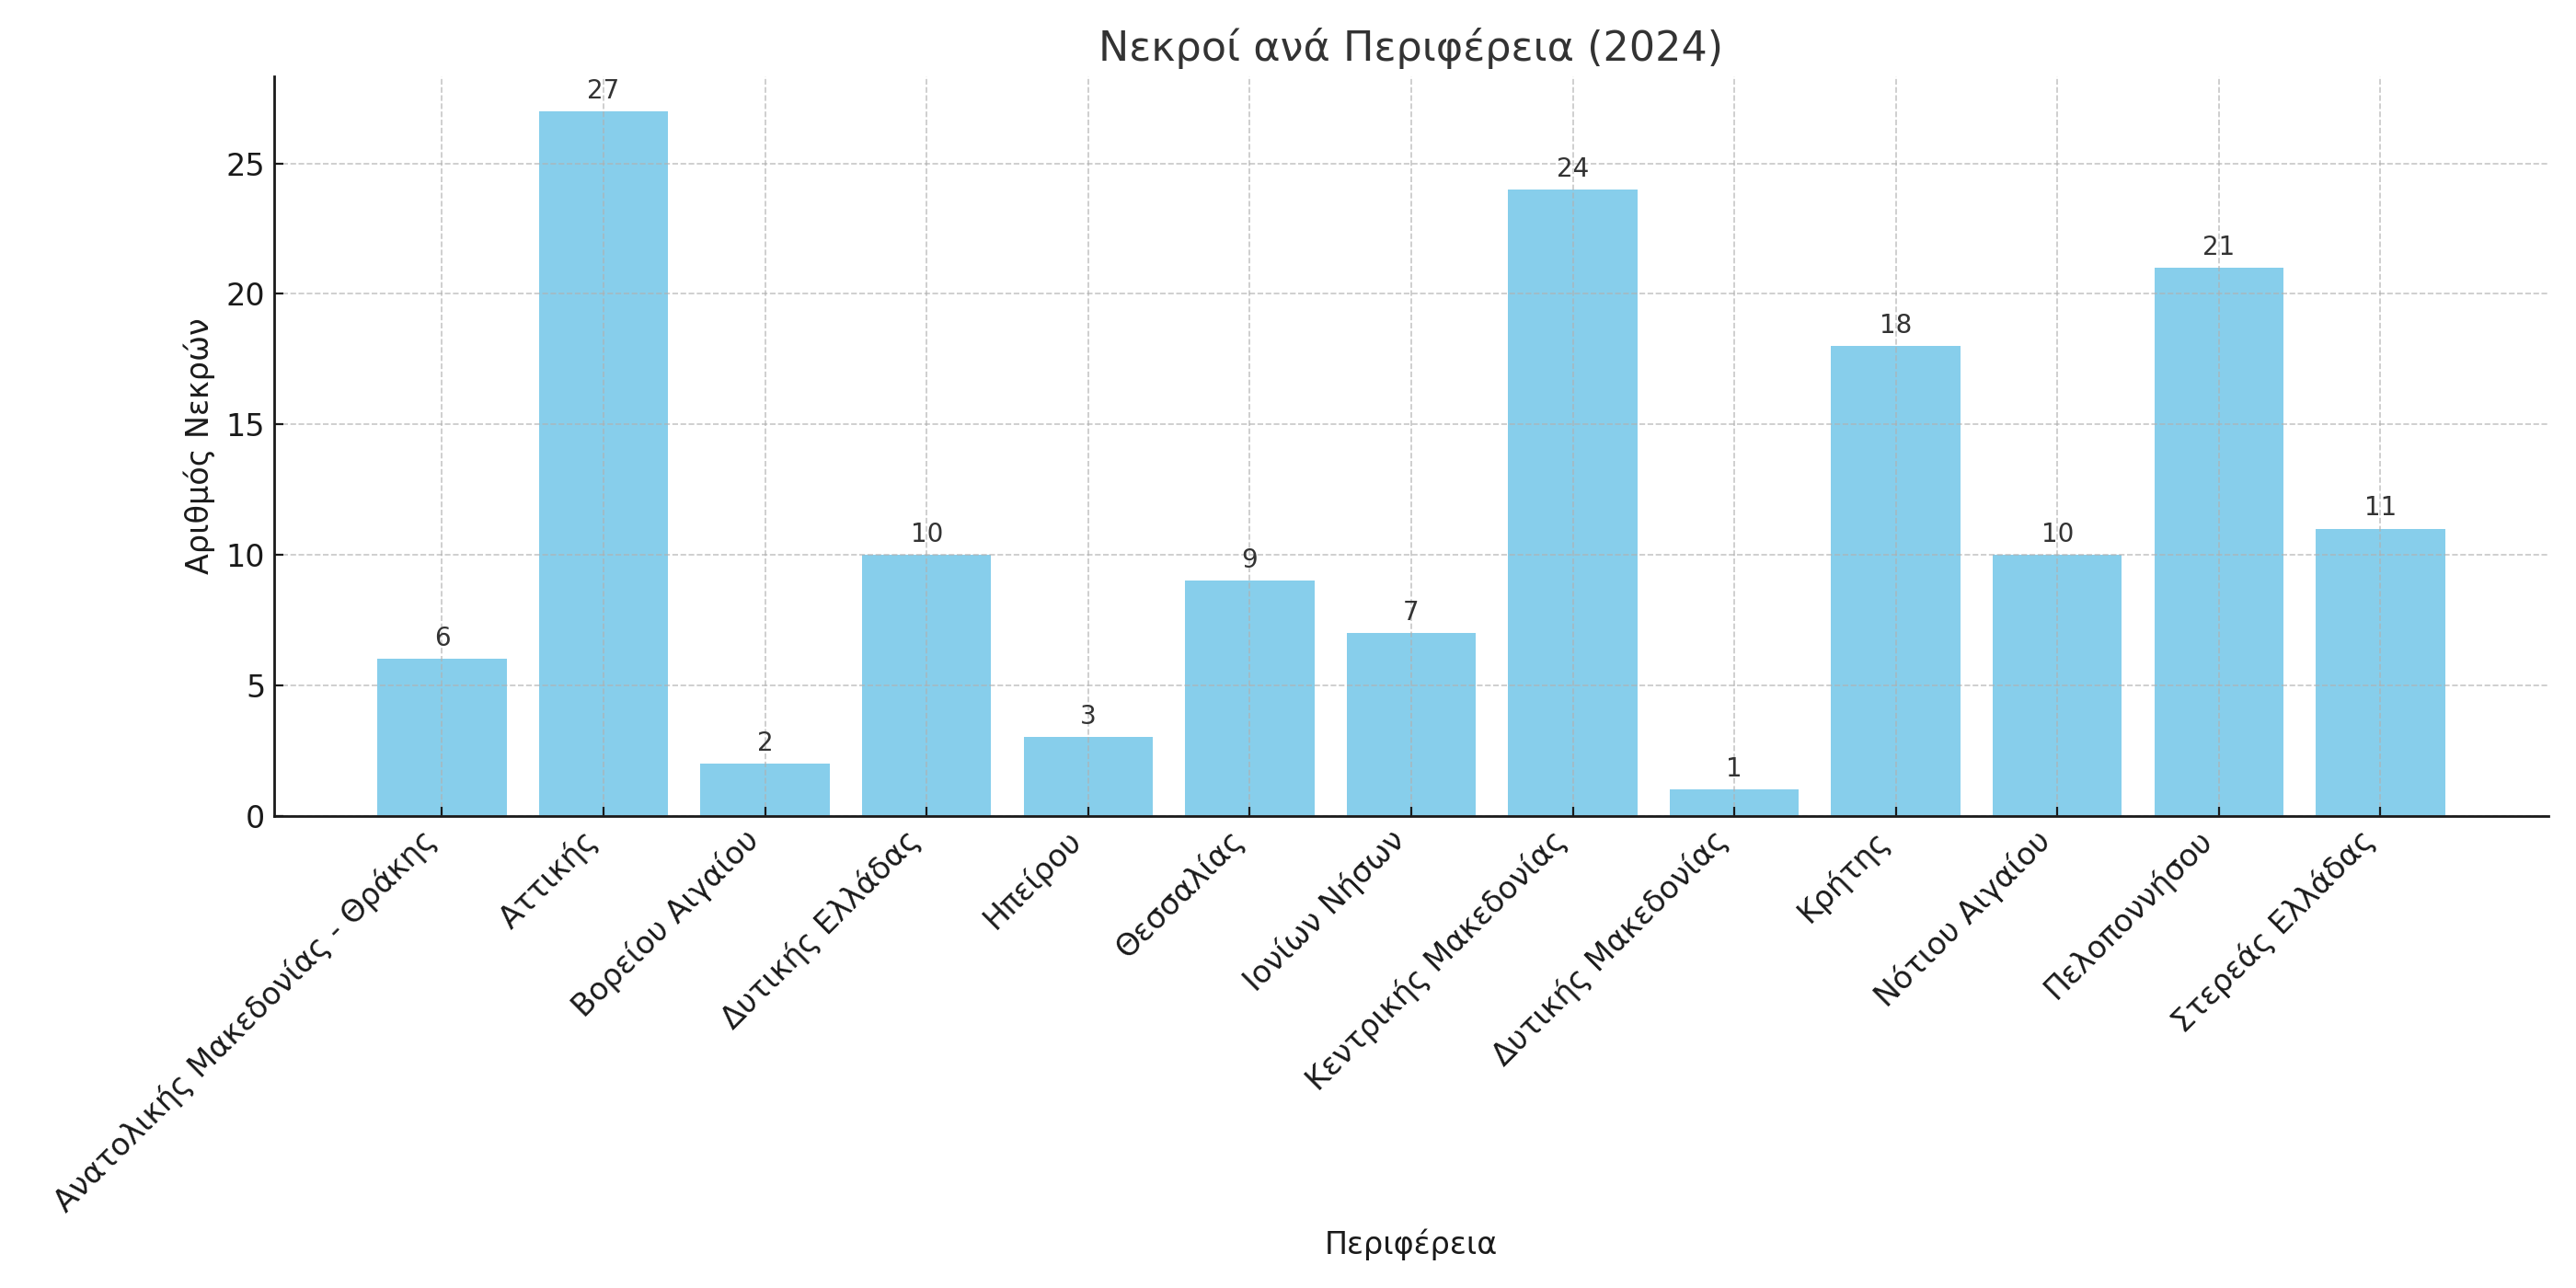 Νεκροί ανά Περιφέρεια (2024)
Αριθμός Νεκρών
25
20
15
10
5
0
6
27
2
10
3
9
7
24
1
18
10
21
11
Ανατολικής Μακεδονίας - Θράκης
Αττικής
Βορείου Αιγαίου
Δυτικής Ελλάδας
Ηπείρου
Θεσσαλίας
Ιονίων Νήσων
Κεντρικής Μακεδονίας
Δυτικής Μακεδονίας
Κρήτης
Νότιου Αιγαίου
Πελοποννήσου
Στερεάς Ελλάδας
Περιφέρεια